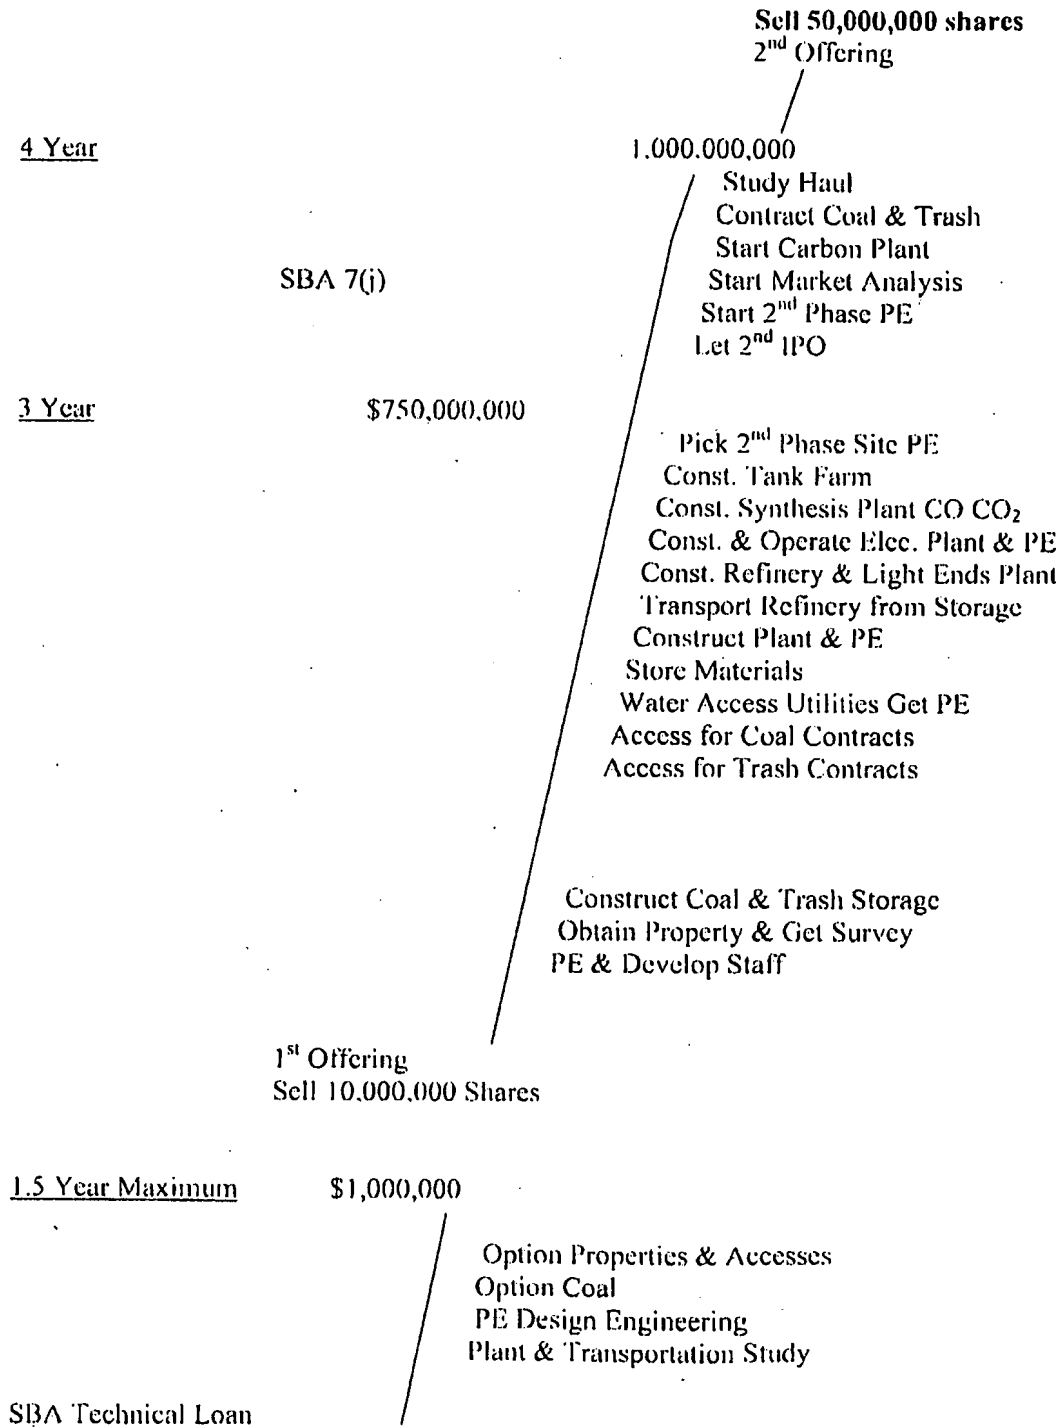 Sell 50,000,000 shares
2nd Offering
4 Year
1.000.000,000
Study Haul
Contract Coal & Trash
Start Carbon Plant
SBA 7(j)
Start Market Analysis
Start 2nd Phase PE
Let 2nd IPO
3 Year
$750,000,000
Pick 2nd Phase Site PE
Const. Tank Farm
Const. Synthesis Plant CO CO₂
Const. & Operate Elec. Plant & PE
Const. Refinery & Light Ends Plant
Transport Refinery from Storage
Construct Plant & PE
Store Materials
Water Access Utilities Get PE
Access for Coal Contracts
Access for Trash Contracts
Construct Coal & Trash Storage
Obtain Property & Get Survey
PE & Develop Staff
1st Offering
Sell 10,000,000 Shares
1.5 Year Maximum
$1,000,000
Option Properties & Accesses
Option Coal
PE Design Engineering
Plant & Transportation Study
SBA Technical Loan